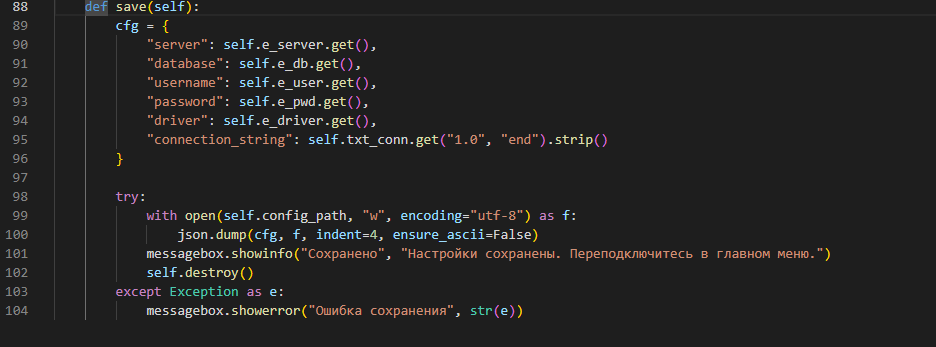 88 def save(self):
89 cfg = {
90 "server": self.e_server.get(),
91 "database": self.e_db.get(),
92 "username": self.e_user.get(),
93 "password": self.e_pwd.get(),
94 "driver": self.e_driver.get(),
95 "connection_string": self.txt_conn.get("1.0", "end").strip()
96 }
97
98 try:
99 with open(self.config_path, "w", encoding="utf-8") as f:
100 json.dump(cfg, f, indent=4, ensure_ascii=False)
101 messagebox.showinfo("Сохранено", "Настройки сохранены. Переподключитесь в главном меню.")
102 self.destroy()
103 except Exception as e:
104 messagebox.showerror("Ошибка сохранения", str(e))